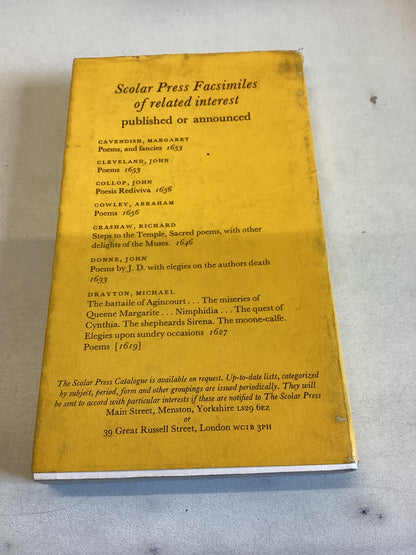 Scolar Press Facsimiles
of related interest
published or announced
CAVENDISH, MARGARET
Poems, and fancies 1653
CLEVELAND, JOHN
Poems 1653
COLLOP, JOHN
Poesis Rediviva 1656
COWLEY, ABRAHAM
Poems 1656
CRASHAW, RICHARD
Steps to the Temple, Sacred poems, with other
delights of the Muses. 1646
DONNE, JOHN
Poems by J. D. with elegies on the authors death
1633
DRAYTON, MICHAEL
The battaile of Agincourt . . . The miseries of
Queene Margarite . . . Nimphidia . . . The quest of
Cynthia. The shepheards Sirena. The moone-calfe.
Elegies upon sundry occasions 1627
Poems [1619]
The Scolar Press Catalogue is available on request. Up-to-date lists, categorized
by subject, period, form and other groupings are issued periodically. They will
be sent to accord with particular interests if these are notified to The Scolar Press
Main Street, Menston, Yorkshire LS29 6EZ
or
39 Great Russell Street, London WC1B 3PH